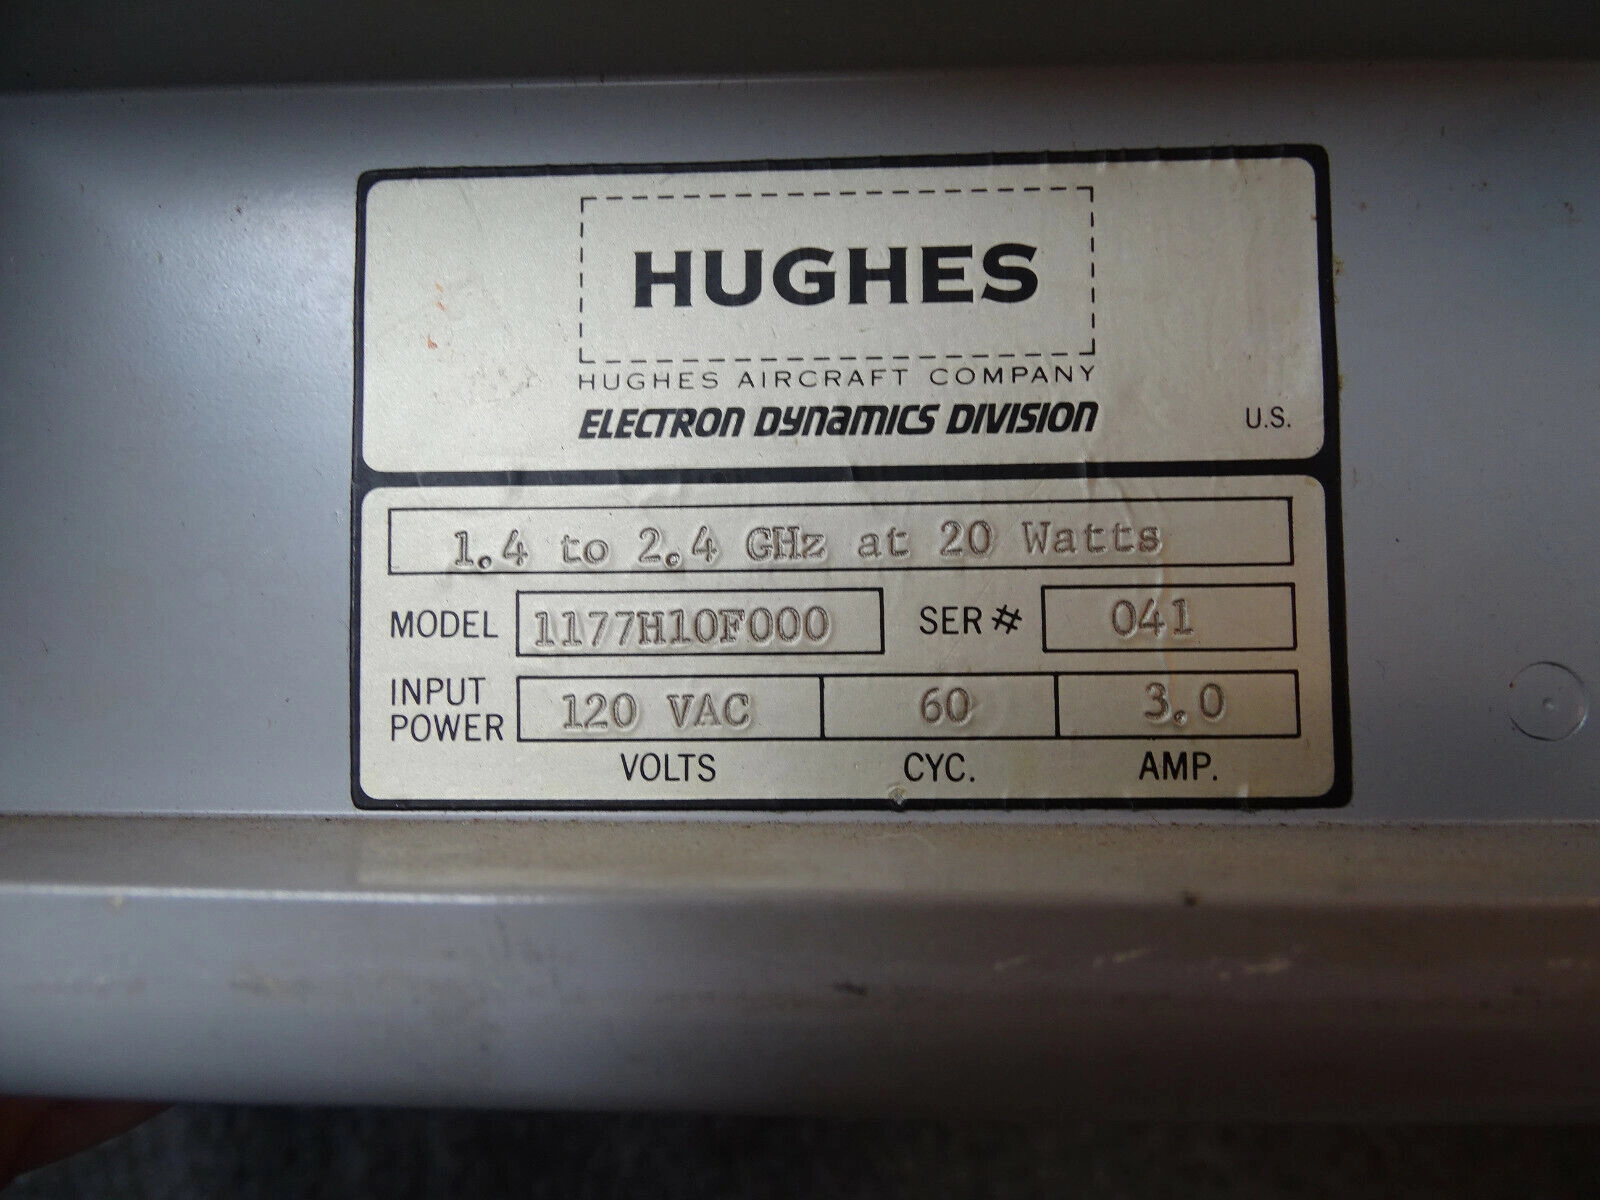 HUGHES
HUGHES AIRCRAFT COMPANY
ELECTRON DYNAMICS DIVISION U.S.
1.4 to 2.4 GHz at 20 Watts
MODEL 1177H10F000 SER # 041
INPUT POWER 120 VAC 60 3.0
VOLTS CYC. AMP.